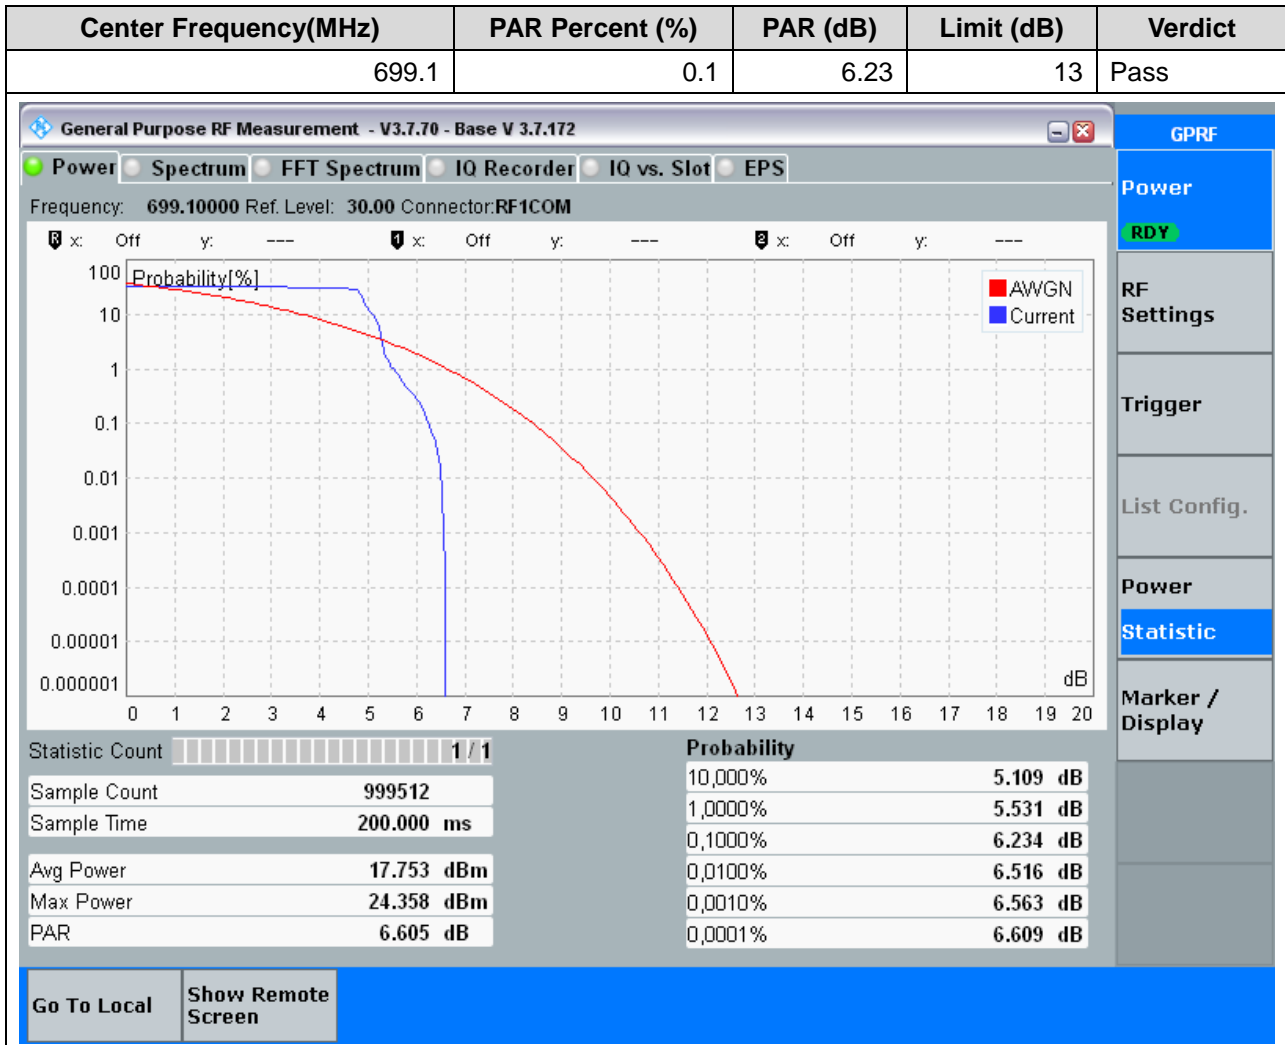 Center Frequency(MHz) PAR Percent (%) PAR (dB) Limit (dB) Verdict
699.1 0.1 6.23 13 Pass
General Purpose RF Measurement - V3.7.70 - Base V 3.7.172
GPRF
Power Spectrum FFT Spectrum IQ Recorder IQ vs. Slot EPS
Power
RDY
Frequency: 699.10000 Ref. Level: 30.00 Connector:RF1COM
R x: Off y: --- 1 x: Off y: --- 2 x: Off y: ---
Probability[%]
100
10
1
0.1
0.01
0.001
0.0001
0.00001
0.000001
AWGN
Current
dB
0 1 2 3 4 5 6 7 8 9 10 11 12 13 14 15 16 17 18 19 20
RF
Settings
Trigger
List Config.
Power
Statistic
Marker /
Display
Statistic Count 1 / 1
Sample Count 999512
Sample Time 200.000 ms
Avg Power 17.753 dBm
Max Power 24.358 dBm
PAR 6.605 dB
Probability
10,000% 5.109 dB
1,0000% 5.531 dB
0,1000% 6.234 dB
0,0100% 6.516 dB
0,0010% 6.563 dB
0,0001% 6.609 dB
Go To Local
Show Remote
Screen